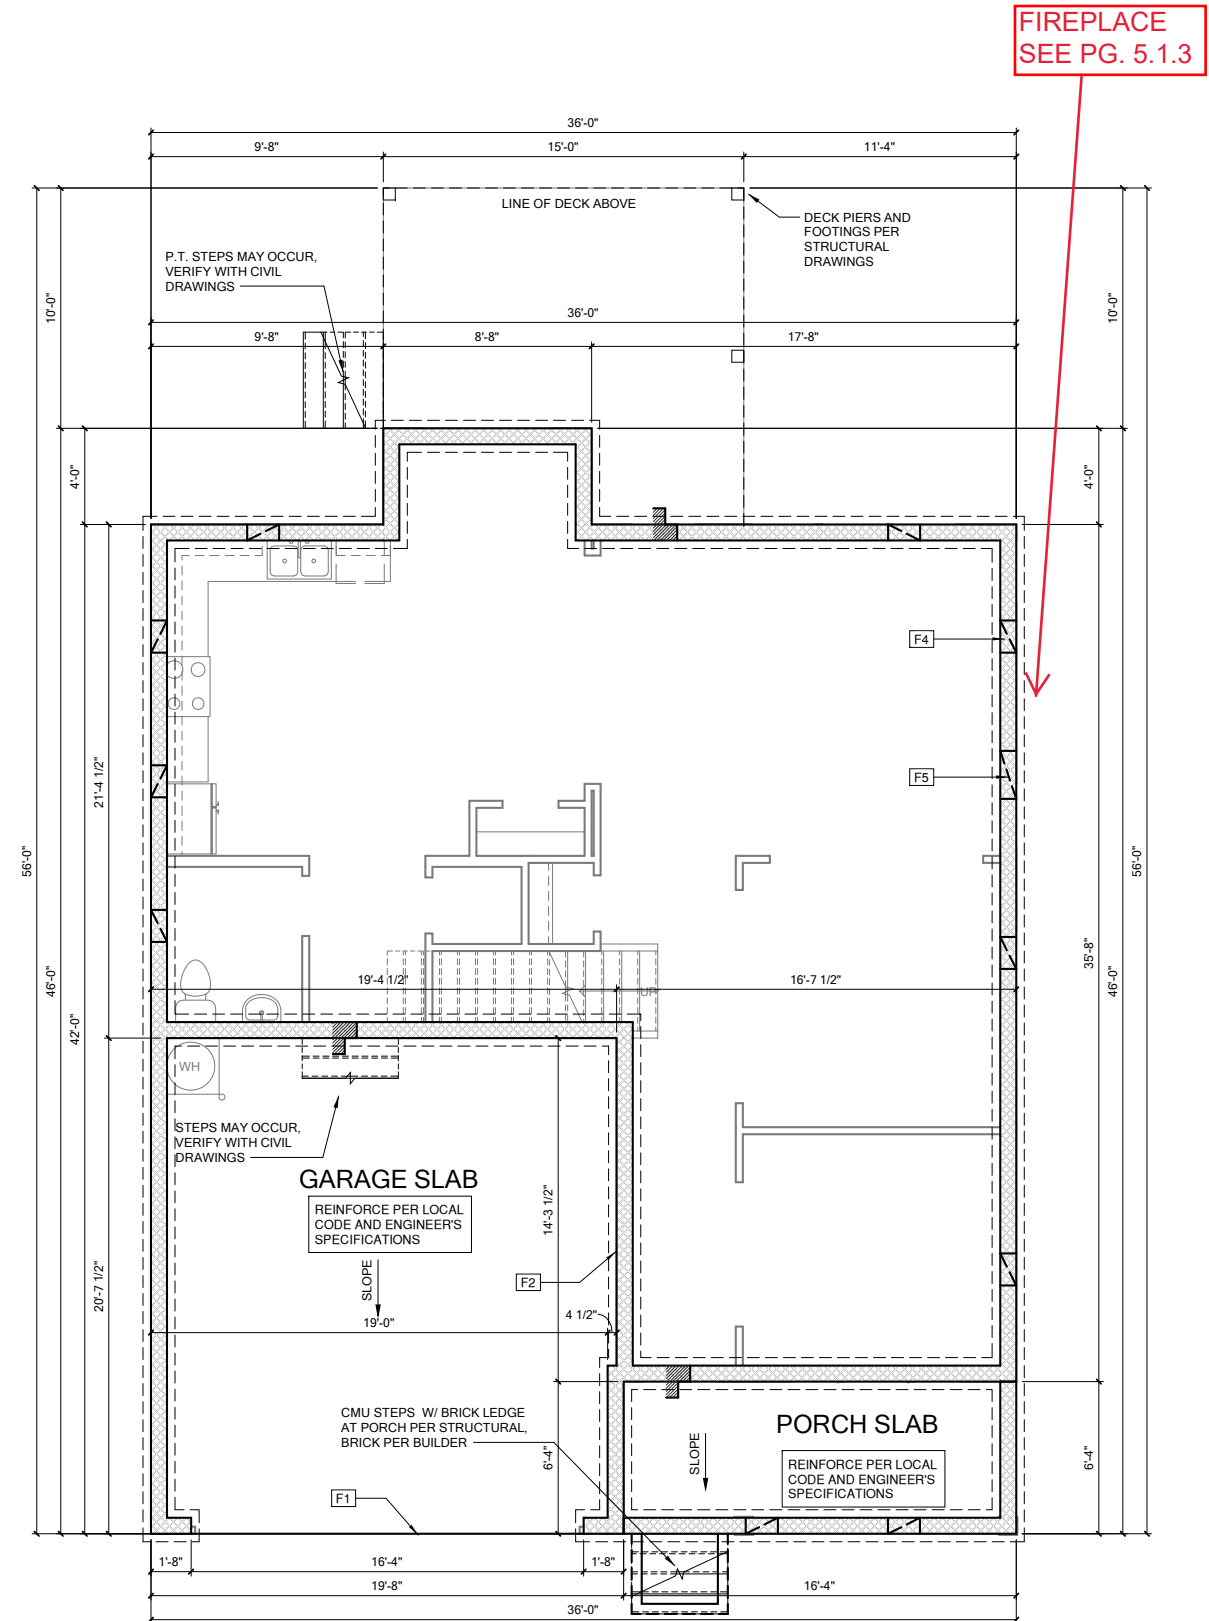 FIREPLACE
SEE PG. 5.1.3
36'-0"
9'-8"
15'-0"
11'-4"
LINE OF DECK ABOVE
DECK PIERS AND
FOOTINGS PER
STRUCTURAL
DRAWINGS
P.T. STEPS MAY OCCUR,
VERIFY WITH CIVIL
DRAWINGS
10'-0"
10'-0"
36'-0"
9'-8"
8'-8"
17'-8"
4'-0"
4'-0"
F4
F5
21'-4 1/2"
56'-0"
56'-0"
46'-0"
42'-0"
35'-8"
46'-0"
19'-4 1/2"
16'-7 1/2"
UP
WH
STEPS MAY OCCUR,
VERIFY WITH CIVIL
DRAWINGS
GARAGE SLAB
REINFORCE PER LOCAL
CODE AND ENGINEER'S
SPECIFICATIONS
SLOPE
14'-3 1/2"
20'-7 1/2"
F2
4 1/2"
19'-0"
CMU STEPS W/ BRICK LEDGE
AT PORCH PER STRUCTURAL,
BRICK PER BUILDER
6'-4"
PORCH SLAB
SLOPE
REINFORCE PER LOCAL
CODE AND ENGINEER'S
SPECIFICATIONS
6'-4"
F1
1'-8"
16'-4"
1'-8"
19'-8"
16'-4"
36'-0"